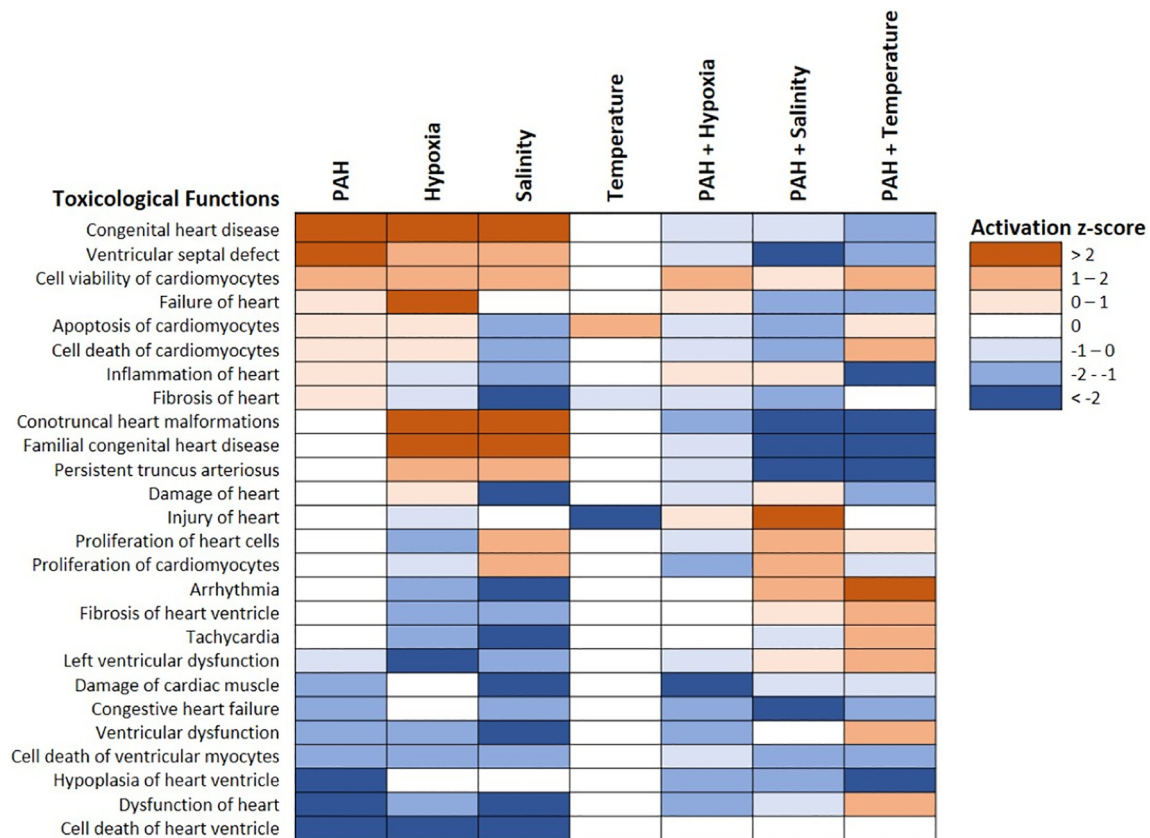 PAH
Hypoxia
Salinity
Temperature
PAH + Hypoxia
PAH + Salinity
PAH + Temperature
Toxicological Functions
Congenital heart disease
Ventricular septal defect
Cell viability of cardiomyocytes
Failure of heart
Apoptosis of cardiomyocytes
Cell death of cardiomyocytes
Inflammation of heart
Fibrosis of heart
Conotruncal heart malformations
Familial congenital heart disease
Persistent truncus arteriosus
Damage of heart
Injury of heart
Proliferation of heart cells
Proliferation of cardiomyocytes
Arrhythmia
Fibrosis of heart ventricle
Tachycardia
Left ventricular dysfunction
Damage of cardiac muscle
Congestive heart failure
Ventricular dysfunction
Cell death of ventricular myocytes
Hypoplasia of heart ventricle
Dysfunction of heart
Cell death of heart ventricle
Activation z-score
> 2
1 – 2
0 – 1
0
-1 – 0
-2 - -1
< -2